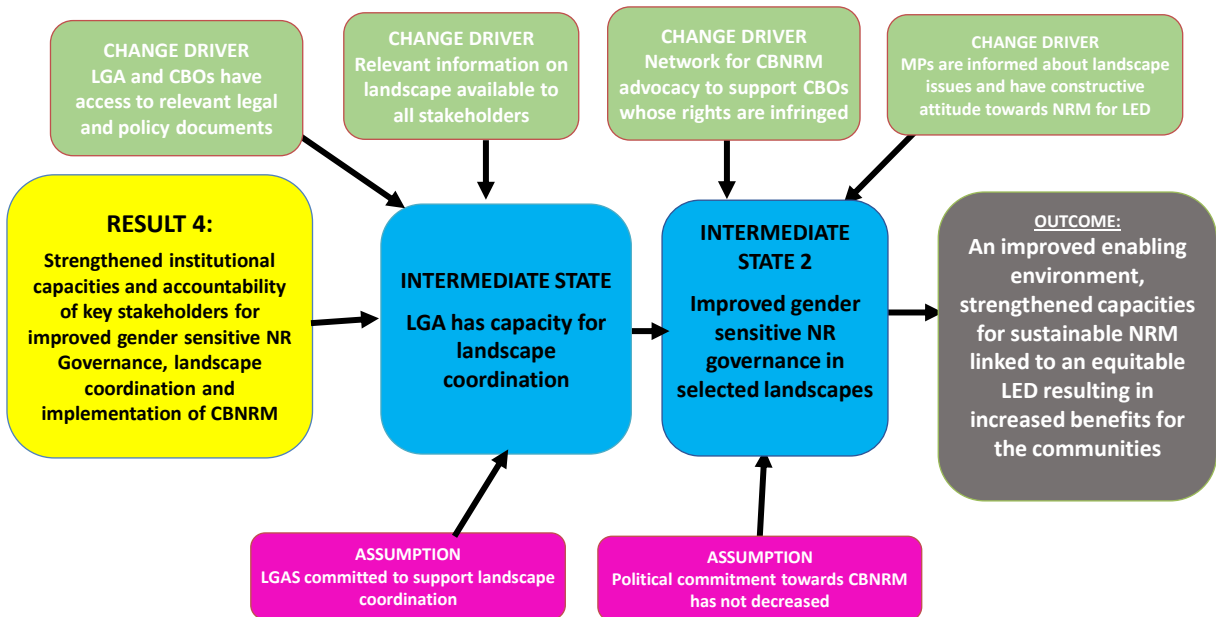 CHANGE DRIVER
LGA and CBOs have
access to relevant legal
and policy documents
CHANGE DRIVER
Relevant information on
landscape available to
all stakeholders
CHANGE DRIVER
Network for CBNRM
advocacy to support CBOs
whose rights are infringed
CHANGE DRIVER
MPs are informed about landscape
issues and have constructive
attitude towards NRM for LED
RESULT 4:
Strengthened institutional
capacities and accountability
of key stakeholders for
improved gender sensitive NR
Governance, landscape
coordination and
implementation of CBNRM
INTERMEDIATE STATE
LGA has capacity for
landscape
coordination
INTERMEDIATE
STATE 2
Improved gender
sensitive NR
governance in
selected landscapes
OUTCOME:
An improved enabling
environment,
strengthened capacities
for sustainable NRM
linked to an equitable
LED resulting in
increased benefits for
the communities
ASSUMPTION
LGAS committed to support landscape
coordination
ASSUMPTION
Political commitment towards CBNRM
has not decreased